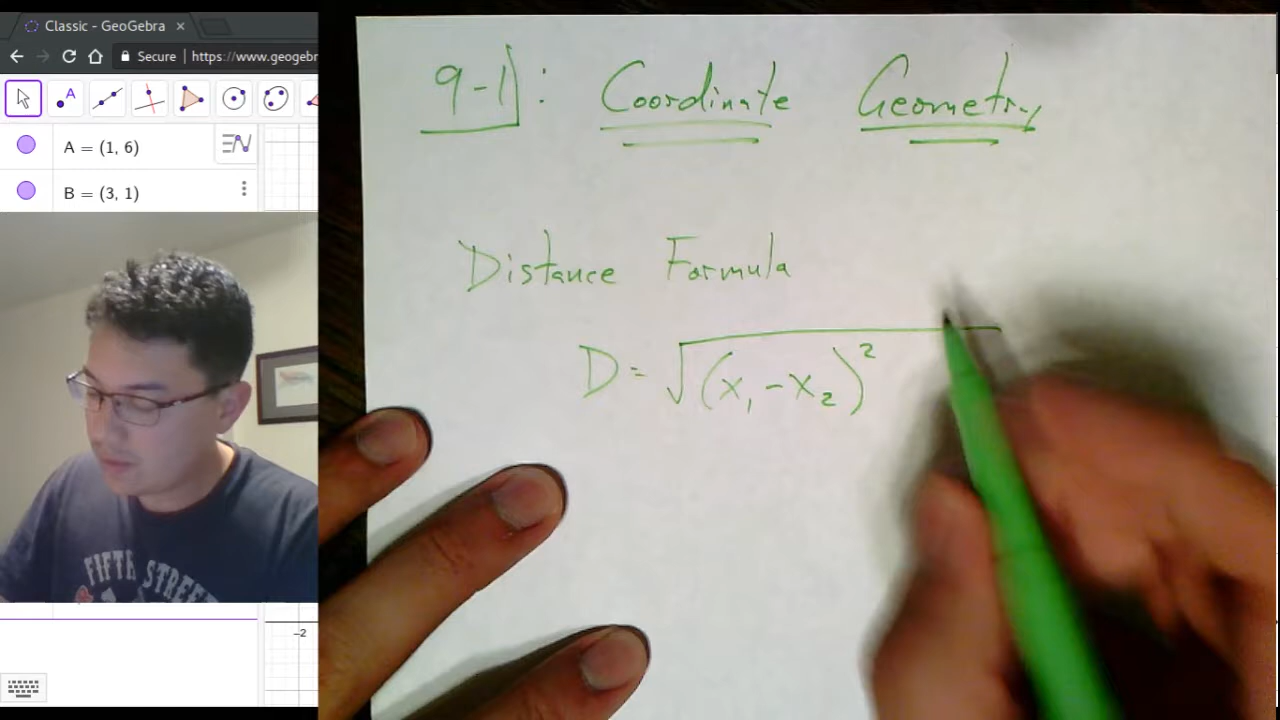 Classic - GeoGebra ×
Secure https://www.geogebr
A
A = (1, 6)
B = (3, 1)
FIFTH STREET
-2
9-1: Coordinate Geometry
Distance Formula
D = √(x₁ - x₂)²